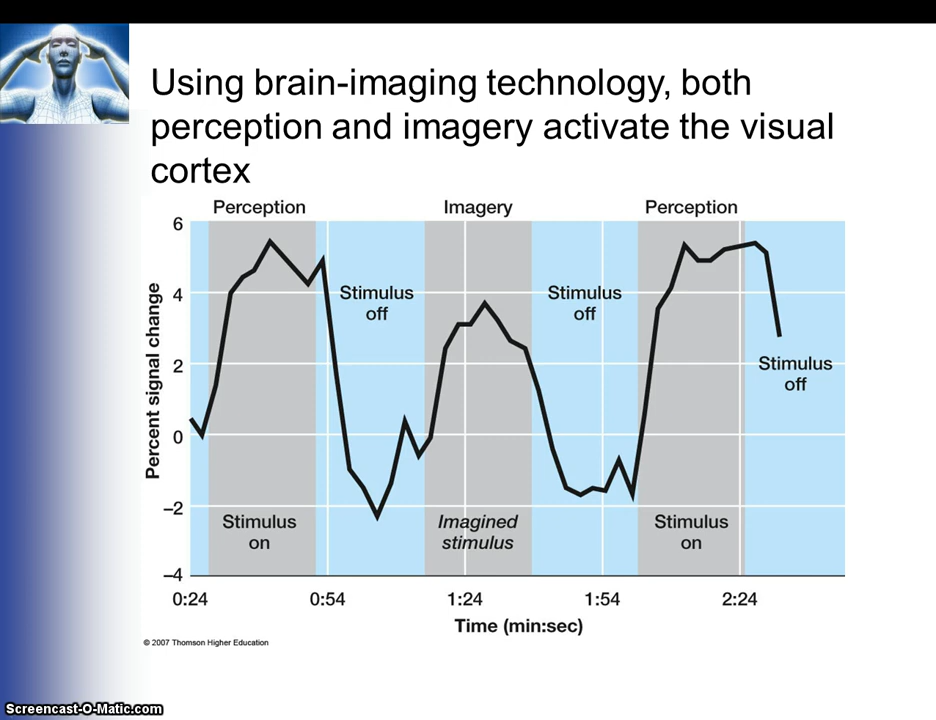 Using brain-imaging technology, both
perception and imagery activate the visual
cortex
Perception
Imagery
Perception
6
4
2
0
–2
–4
Percent signal change
Stimulus
off
Stimulus
off
Stimulus
off
Stimulus
on
Imagined
stimulus
Stimulus
on
0:24
0:54
1:24
1:54
2:24
Time (min:sec)
© 2007 Thomson Higher Education
Screencast-O-Matic.com